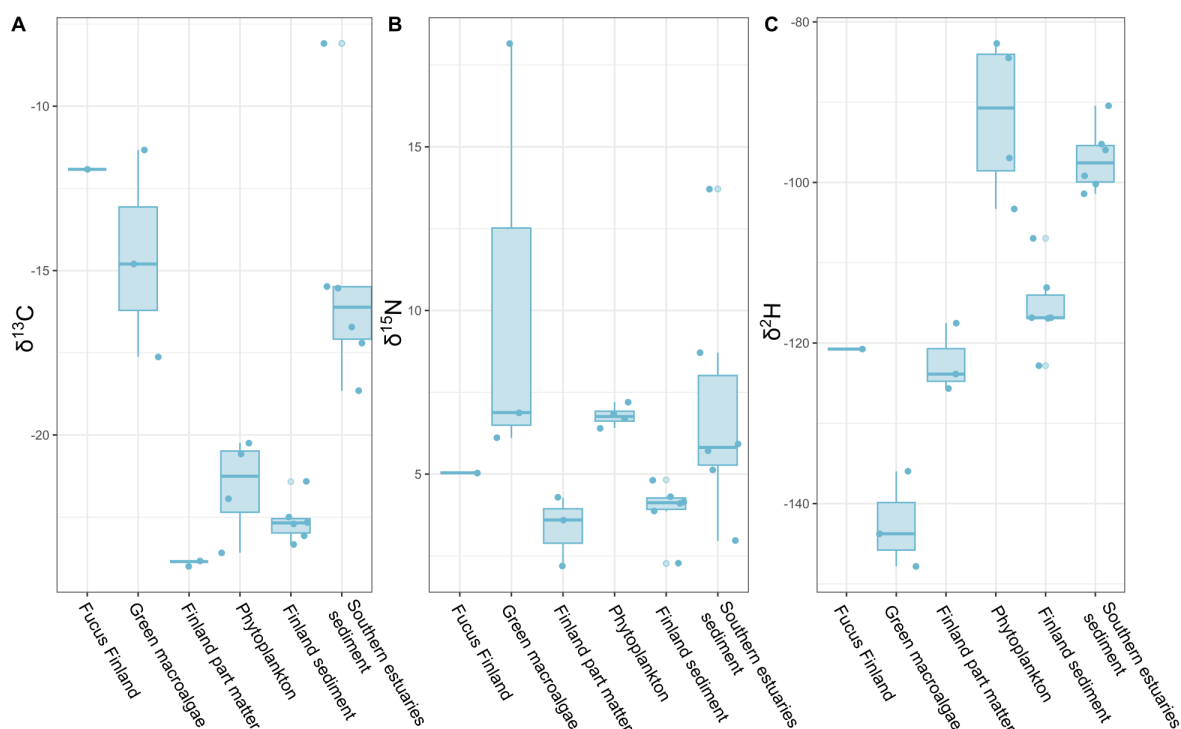 A
B
C
δ13C
-10
-15
-20
Fucus Finland
Green macroalgae
Finland part matter
Phytoplankton
Finland sediment
Southern estuaries
sediment
δ15N
15
10
5
Fucus Finland
Green macroalgae
Finland part matter
Phytoplankton
Finland sediment
Southern estuaries
sediment
δ2H
-80
-100
-120
-140
Fucus Finland
Green macroalgae
Finland part matter
Phytoplankton
Finland sediment
Southern estuaries
sediment